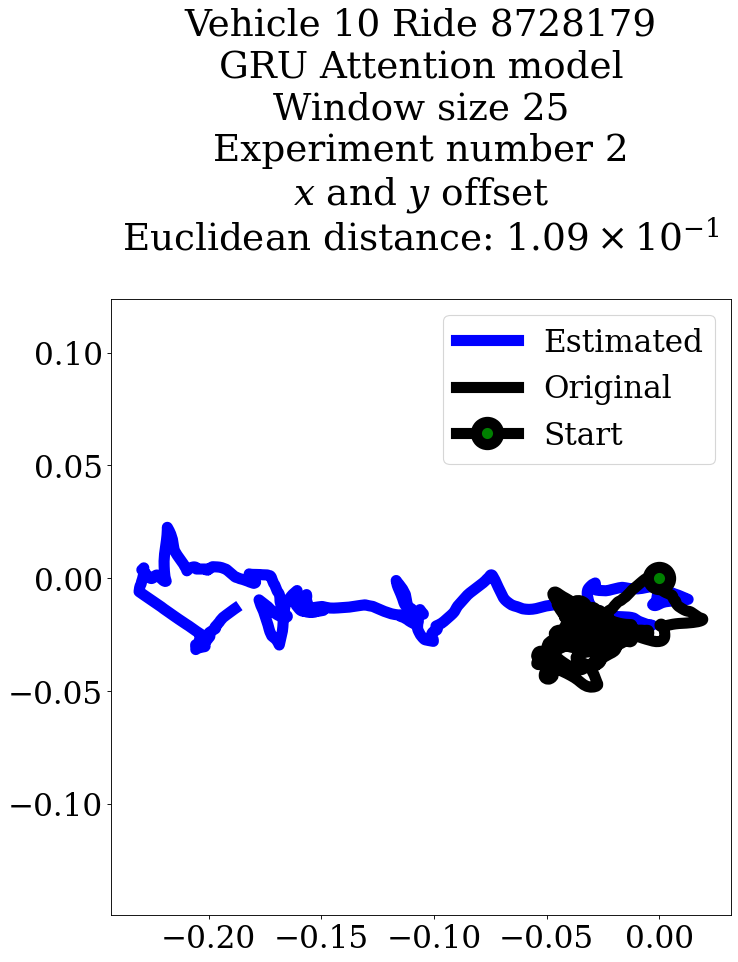 Vehicle 10 Ride 8728179
GRU Attention model
Window size 25
Experiment number 2
x and y offset
Euclidean distance: 1.09 × 10⁻¹
Estimated
Original
Start
0.10
0.05
0.00
−0.05
−0.10
−0.20 −0.15 −0.10 −0.05 0.00